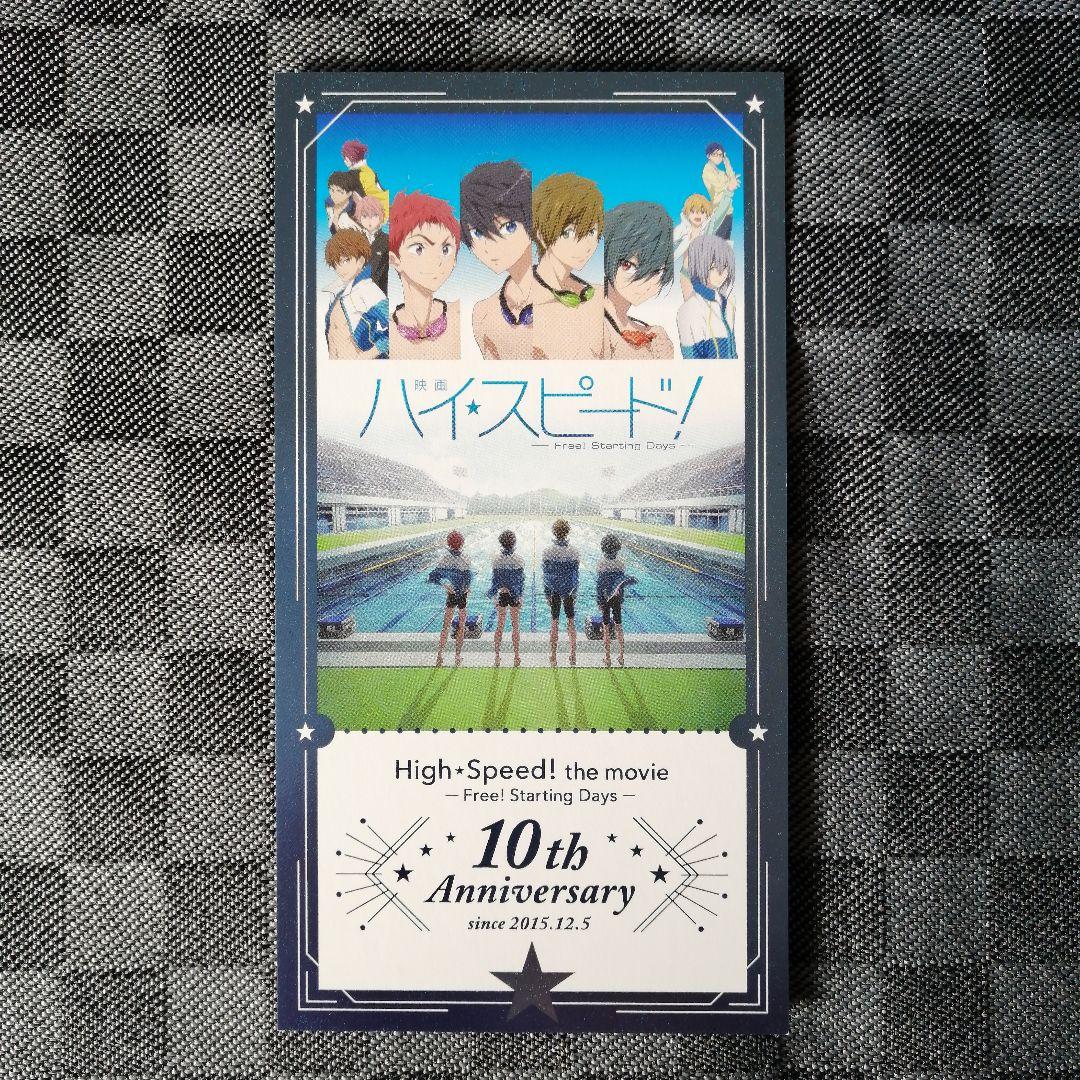 映画
ハイ★スピード!
— Free! Starting Days —
High★Speed! the movie
— Free! Starting Days —
10th
Anniversary
since 2015.12.5